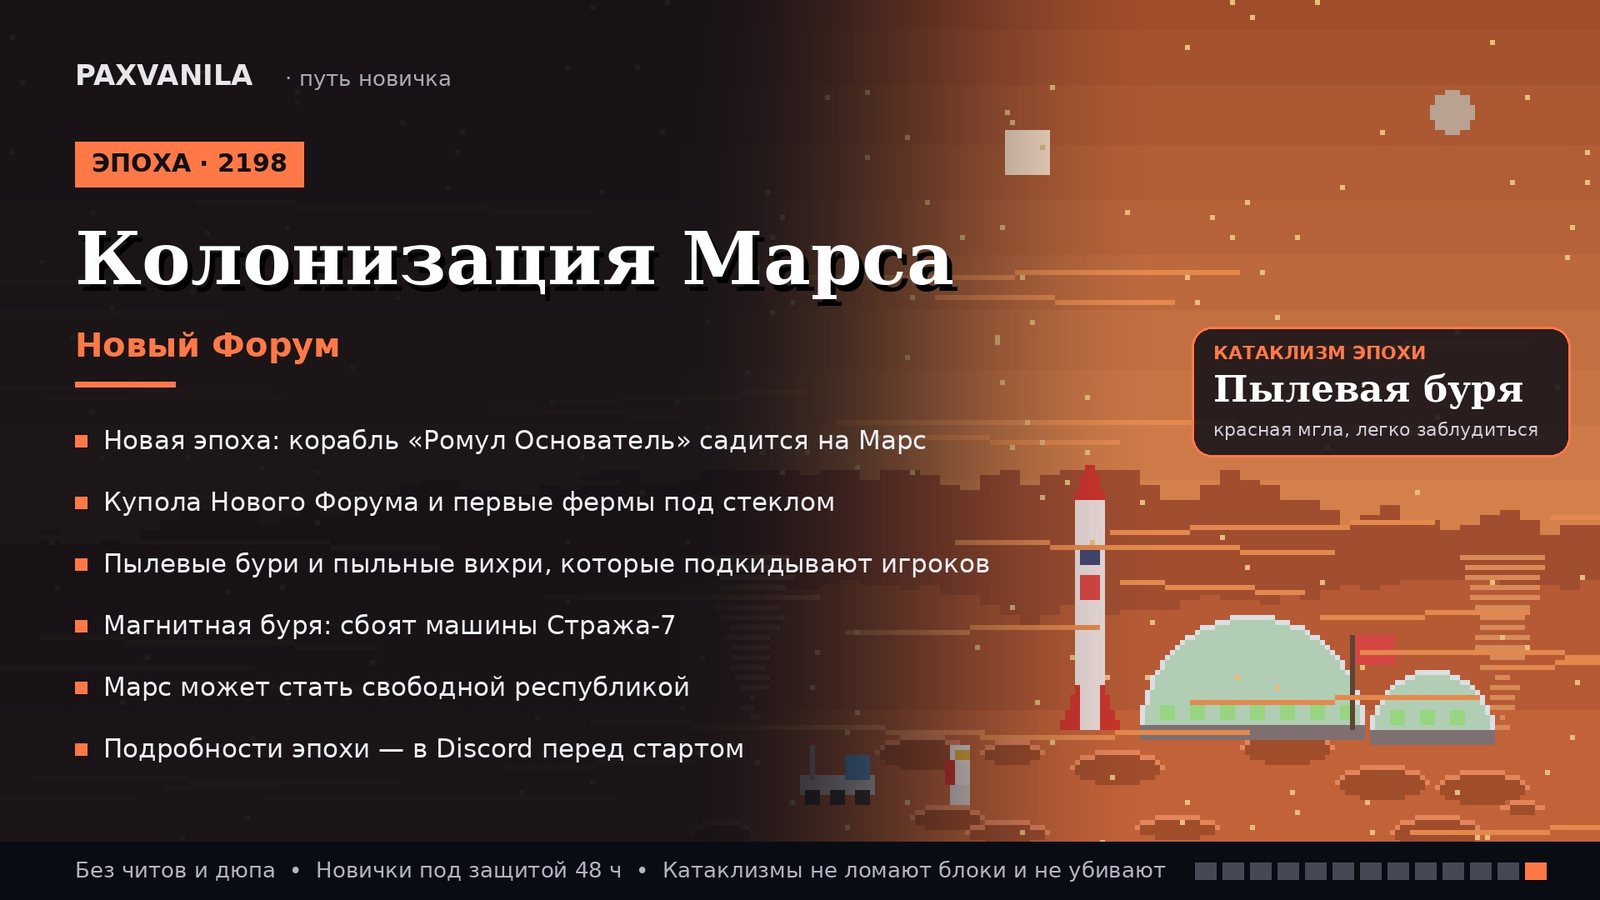 PAXVANILA · путь новичка
ЭПОХА · 2198
Колонизация Марса
Новый Форум
Новая эпоха: корабль «Ромул Основатель» садится на Марс
Купола Нового Форума и первые фермы под стеклом
Пылевые бури и пыльные вихри, которые подкидывают игроков
Магнитная буря: сбоят машины Стража-7
Марс может стать свободной республикой
Подробности эпохи — в Discord перед стартом
КАТАКЛИЗМ ЭПОХИ
Пылевая буря
красная мгла, легко заблудиться
Без читов и дюпа • Новички под защитой 48 ч • Катаклизмы не ломают блоки и не убивают